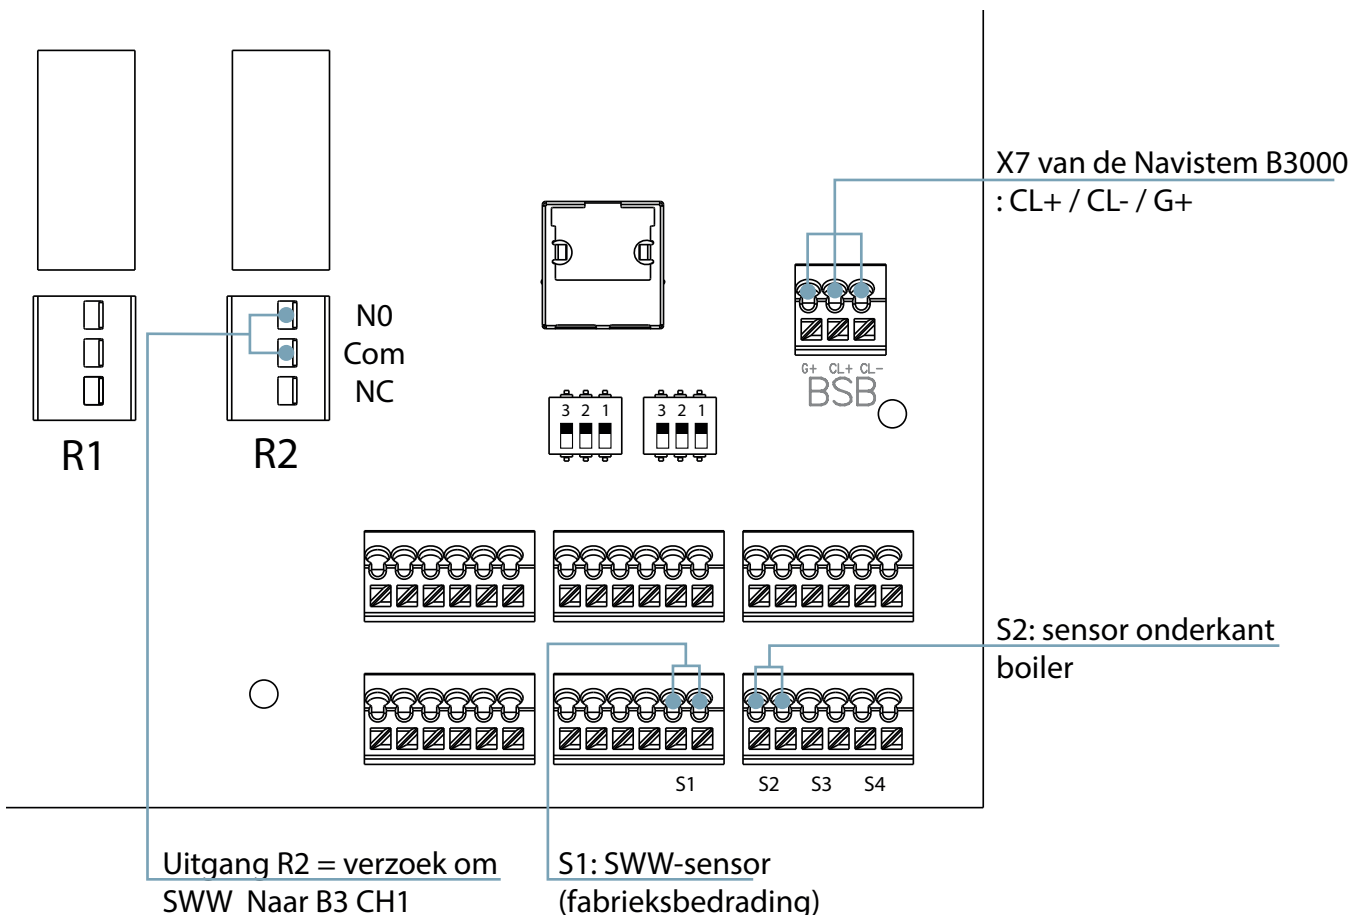 X7 van de Navistem B3000
: CL+ / CL- / G+
N0
Com
NC
R1
R2
G+ CL+ CL-
BSB
3 2 1
3 2 1
S2: sensor onderkant
boiler
S1
S2
S3
S4
Uitgang R2 = verzoek om
SWW Naar B3 CH1
S1: SWW-sensor
(fabrieksbedrading)